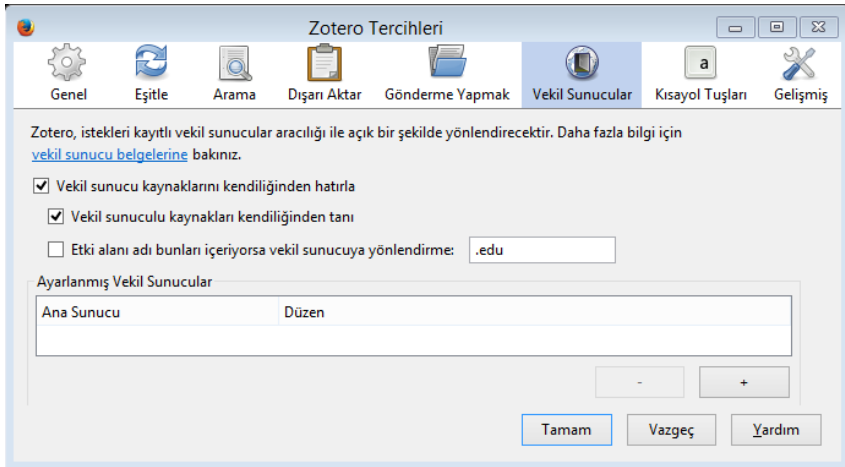 Zotero Tercihleri
Genel Eşitle Arama Dışarı Aktar Gönderme Yapmak Vekil Sunucular a Kısayol Tuşları Gelişmiş
Zotero, istekleri kayıtlı vekil sunucular aracılığı ile açık bir şekilde yönlendirecektir. Daha fazla bilgi için
vekil sunucu belgelerine bakınız.
Vekil sunucu kaynaklarını kendiliğinden hatırla
Vekil sunuculu kaynakları kendiliğinden tanı
Etki alanı adı bunları içeriyorsa vekil sunucuya yönlendirme: .edu
Ayarlanmış Vekil Sunucular
Ana Sunucu Düzen
- +
Tamam Vazgeç Yardım